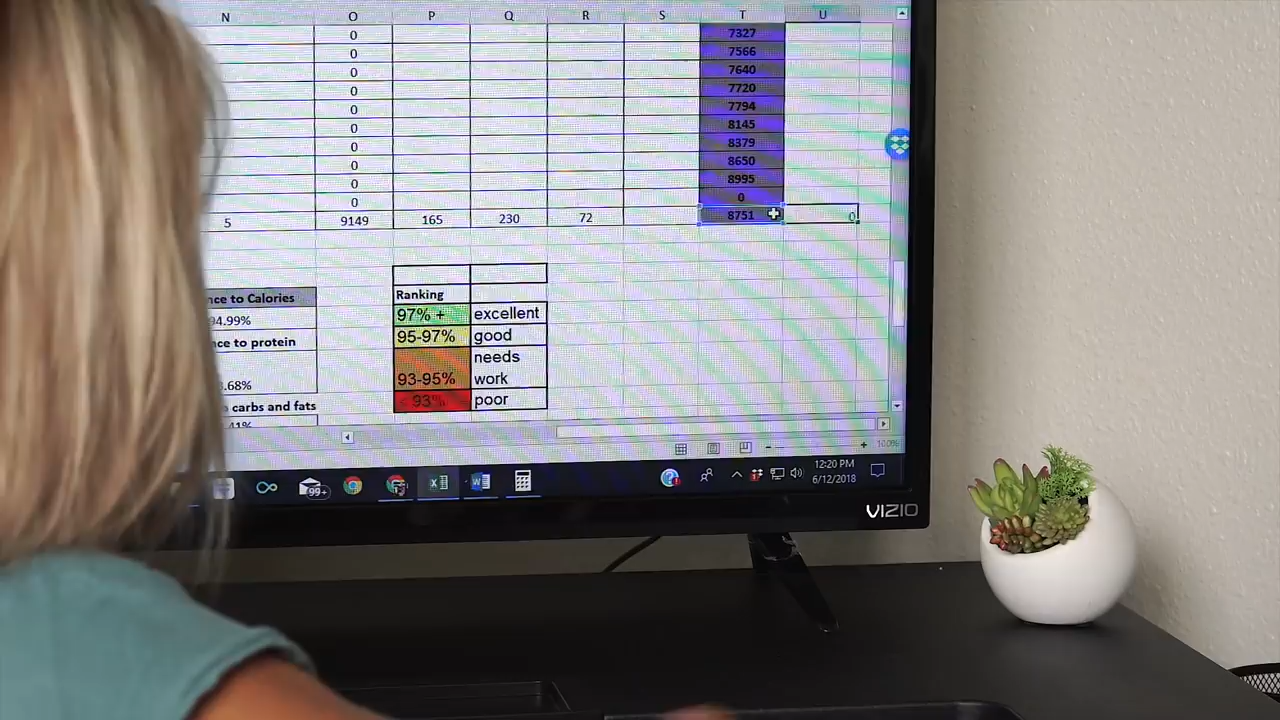 N O P Q R S T U
0 7327
0 7566
0 7640
0 7720
0 7794
0 8145
0 8379
0 8650
0 8995
0 0
5 9149 165 230 72 8751 0
nce to Calories
94.99%
nce to protein
.68%
carbs and fats
.41%
Ranking
97% + excellent
95-97% good
needs
93-95% work
< 93% poor
100%
99+
12:20 PM
6/12/2018
VIZIO